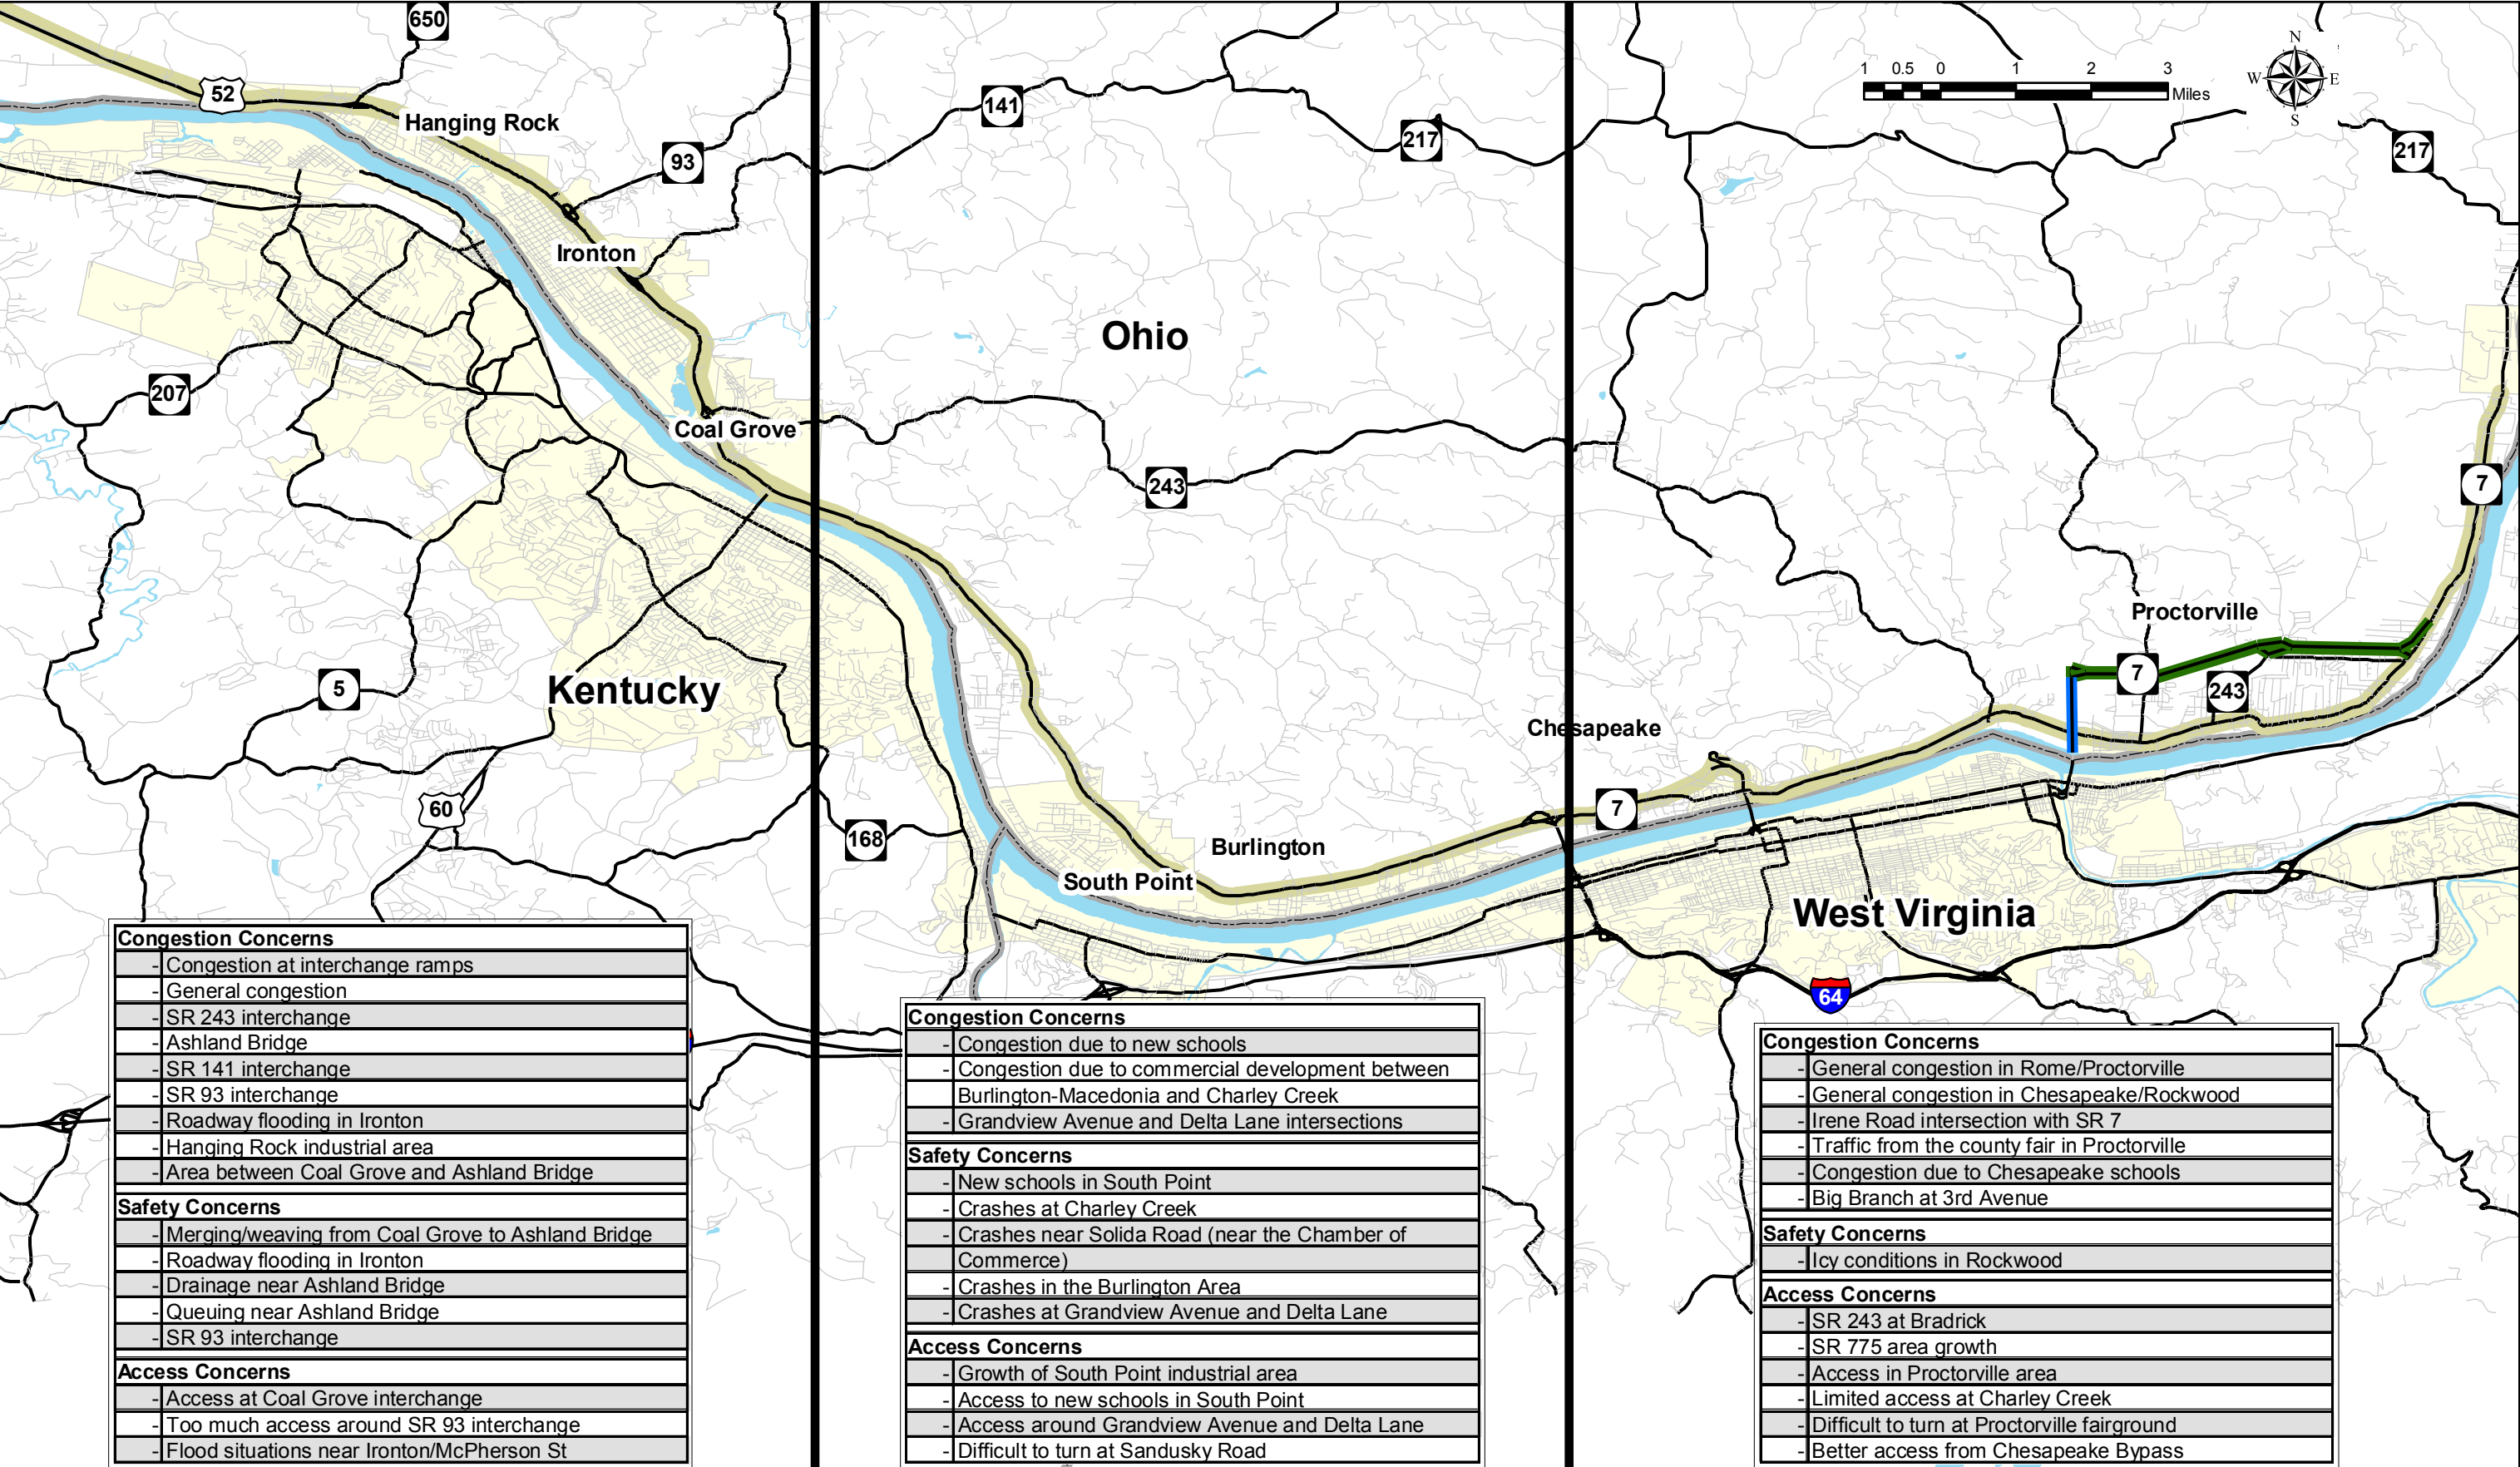 650
52
Hanging Rock
93
Ironton
207
Coal Grove
Kentucky
5
60
141
217
Ohio
243
168
South Point
Burlington
1 0.5 0 1 2 3
Miles
N
W E
S
217
7
Proctorville
7
243
Chesapeake
7
West Virginia
64
Congestion Concerns
- Congestion at interchange ramps
- General congestion
- SR 243 interchange
- Ashland Bridge
- SR 141 interchange
- SR 93 interchange
- Roadway flooding in Ironton
- Hanging Rock industrial area
- Area between Coal Grove and Ashland Bridge
Safety Concerns
- Merging/weaving from Coal Grove to Ashland Bridge
- Roadway flooding in Ironton
- Drainage near Ashland Bridge
- Queuing near Ashland Bridge
- SR 93 interchange
Access Concerns
- Access at Coal Grove interchange
- Too much access around SR 93 interchange
- Flood situations near Ironton/McPherson St
Congestion Concerns
- Congestion due to new schools
- Congestion due to commercial development between
Burlington-Macedonia and Charley Creek
- Grandview Avenue and Delta Lane intersections
Safety Concerns
- New schools in South Point
- Crashes at Charley Creek
- Crashes near Solida Road (near the Chamber of
Commerce)
- Crashes in the Burlington Area
- Crashes at Grandview Avenue and Delta Lane
Access Concerns
- Growth of South Point industrial area
- Access to new schools in South Point
- Access around Grandview Avenue and Delta Lane
- Difficult to turn at Sandusky Road
Congestion Concerns
- General congestion in Rome/Proctorville
- General congestion in Chesapeake/Rockwood
- Irene Road intersection with SR 7
- Traffic from the county fair in Proctorville
- Congestion due to Chesapeake schools
- Big Branch at 3rd Avenue
Safety Concerns
- Icy conditions in Rockwood
Access Concerns
- SR 243 at Bradrick
- SR 775 area growth
- Access in Proctorville area
- Limited access at Charley Creek
- Difficult to turn at Proctorville fairground
- Better access from Chesapeake Bypass